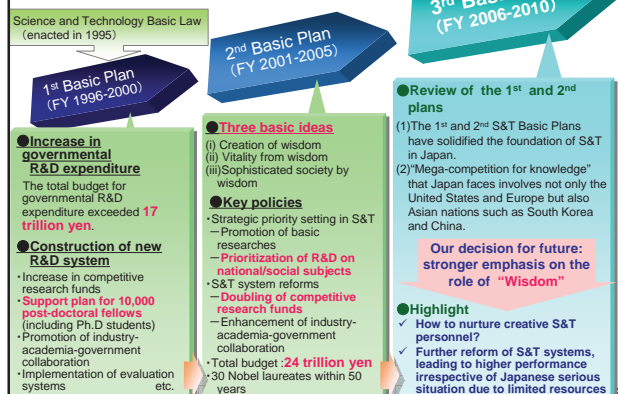 Science and Technology Basic Law
(enacted in 1995)
1st Basic Plan
(FY 1996-2000)
●Increase in
governmental
R&D expenditure
The total budget for
governmental R&D
expenditure exceeded 17
trillion yen.
●Construction of new
R&D system
・Increase in competitive
research funds
・Support plan for 10,000
post-doctoral fellows
(including Ph.D students)
・Promotion of industry-
academia-government
collaboration
・Implementation of evaluation
systems etc.
2nd Basic Plan
(FY 2001-2005)
●Three basic ideas
(i) Creation of wisdom
(ii) Vitality from wisdom
(iii)Sophisticated society by
wisdom
●Key policies
・Strategic priority setting in S&T
－Promotion of basic
researches
－Prioritization of R&D on
national/social subjects
・S&T system reforms
－Doubling of competitive
research funds
－Enhancement of industry-
academia-government
collaboration
・Total budget :24 trillion yen
・30 Nobel laureates within 50
years
3rd
(FY 2006-2010)
●Review of the 1st and 2nd
plans
(1)The 1st and 2nd S&T Basic Plans
have solidified the foundation of S&T
in Japan.
(2)"Mega-competition for knowledge"
that Japan faces involves not only the
United States and Europe but also
Asian nations such as South Korea
and China.
Our decision for future:
stronger emphasis on the
role of "Wisdom"
●Highlight
✓ How to nurture creative S&T
personnel?
✓ Further reform of S&T systems,
leading to higher performance
irrespective of Japanese serious
situation due to limited resources